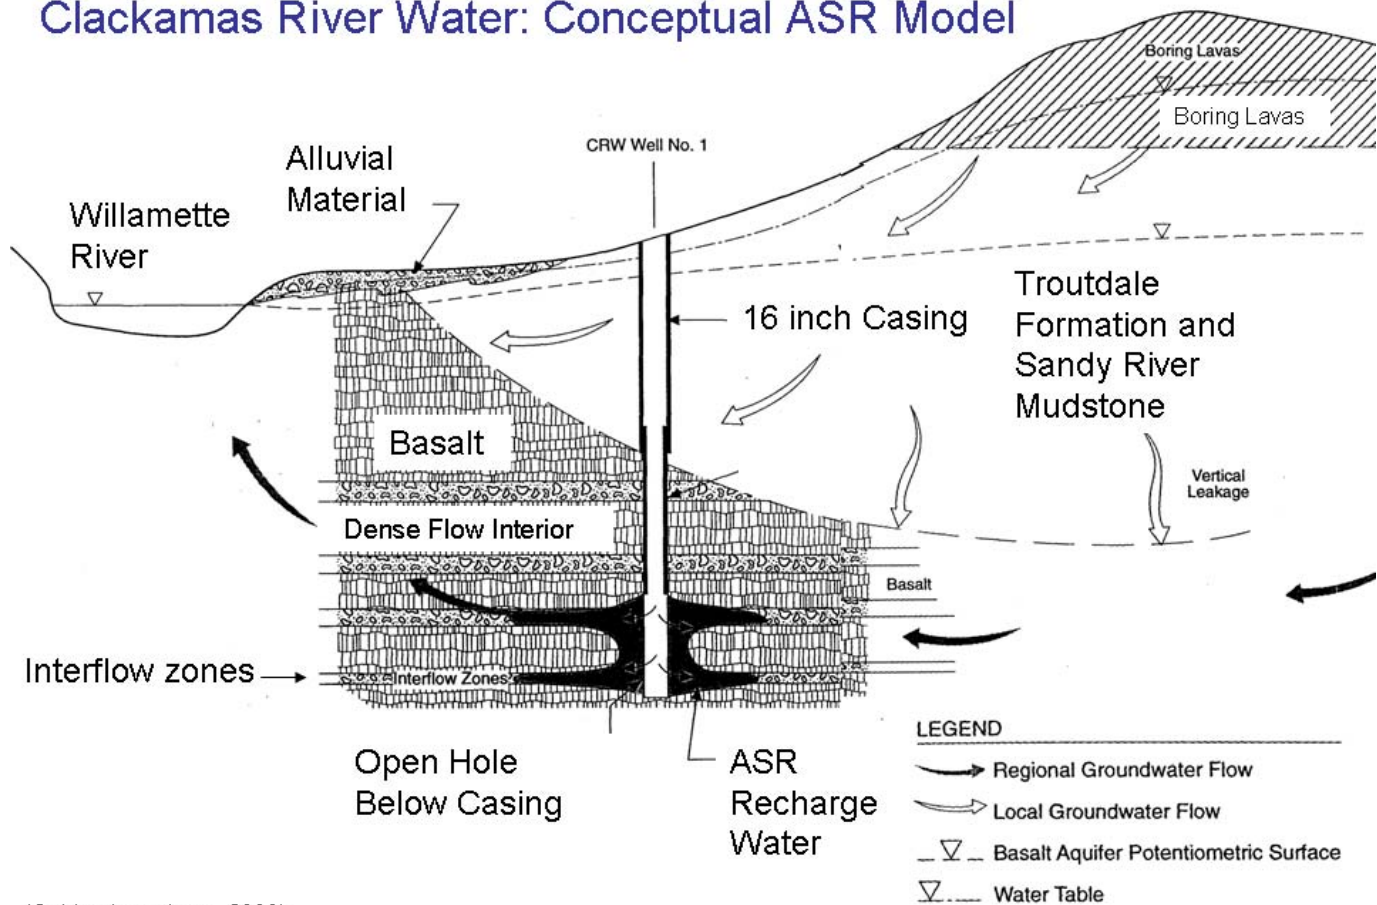 Clackamas River Water: Conceptual ASR Model
Boring Lavas
Boring Lavas
CRW Well No. 1
Alluvial
Material
Willamette
River
16 inch Casing
Troutdale
Formation and
Sandy River
Mudstone
Basalt
Vertical
Leakage
Dense Flow Interior
Basalt
Interflow zones
Interflow Zones
Open Hole
Below Casing
ASR
Recharge
Water
LEGEND
Regional Groundwater Flow
Local Groundwater Flow
Basalt Aquifer Potentiometric Surface
Water Table